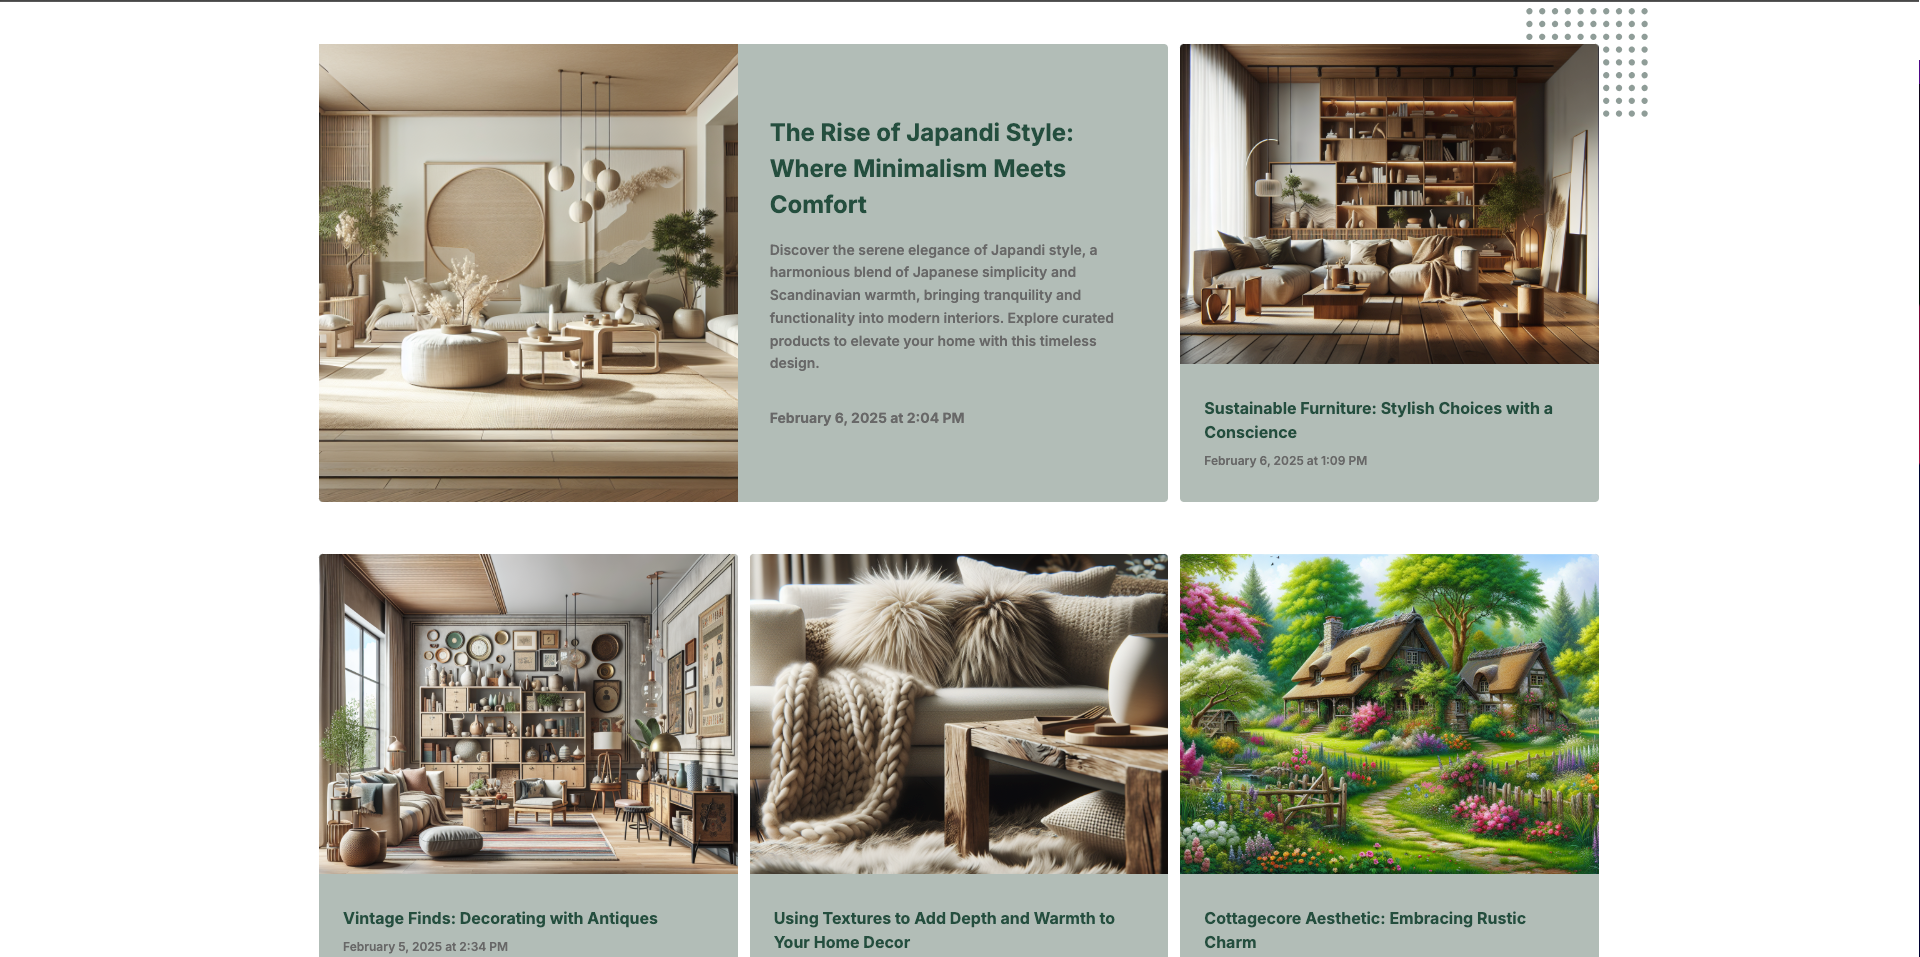 The Rise of Japandi Style:
Where Minimalism Meets
Comfort
Discover the serene elegance of Japandi style, a
harmonious blend of Japanese simplicity and
Scandinavian warmth, bringing tranquility and
functionality into modern interiors. Explore curated
products to elevate your home with this timeless
design.
February 6, 2025 at 2:04 PM
Sustainable Furniture: Stylish Choices with a
Conscience
February 6, 2025 at 1:09 PM
Vintage Finds: Decorating with Antiques
February 5, 2025 at 2:34 PM
Using Textures to Add Depth and Warmth to
Your Home Decor
Cottagecore Aesthetic: Embracing Rustic
Charm